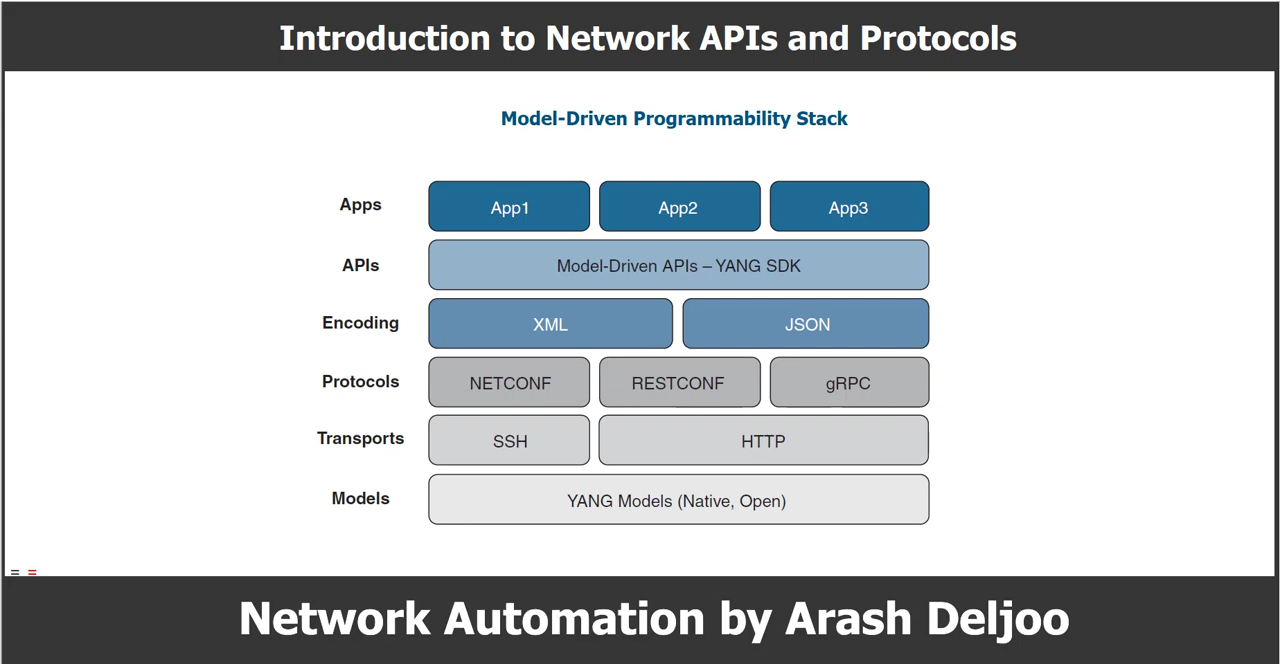 Introduction to Network APIs and Protocols
Model-Driven Programmability Stack
Apps
App1
App2
App3
APIs
Model-Driven APIs – YANG SDK
Encoding
XML
JSON
Protocols
NETCONF
RESTCONF
gRPC
Transports
SSH
HTTP
Models
YANG Models (Native, Open)
Network Automation by Arash Deljoo